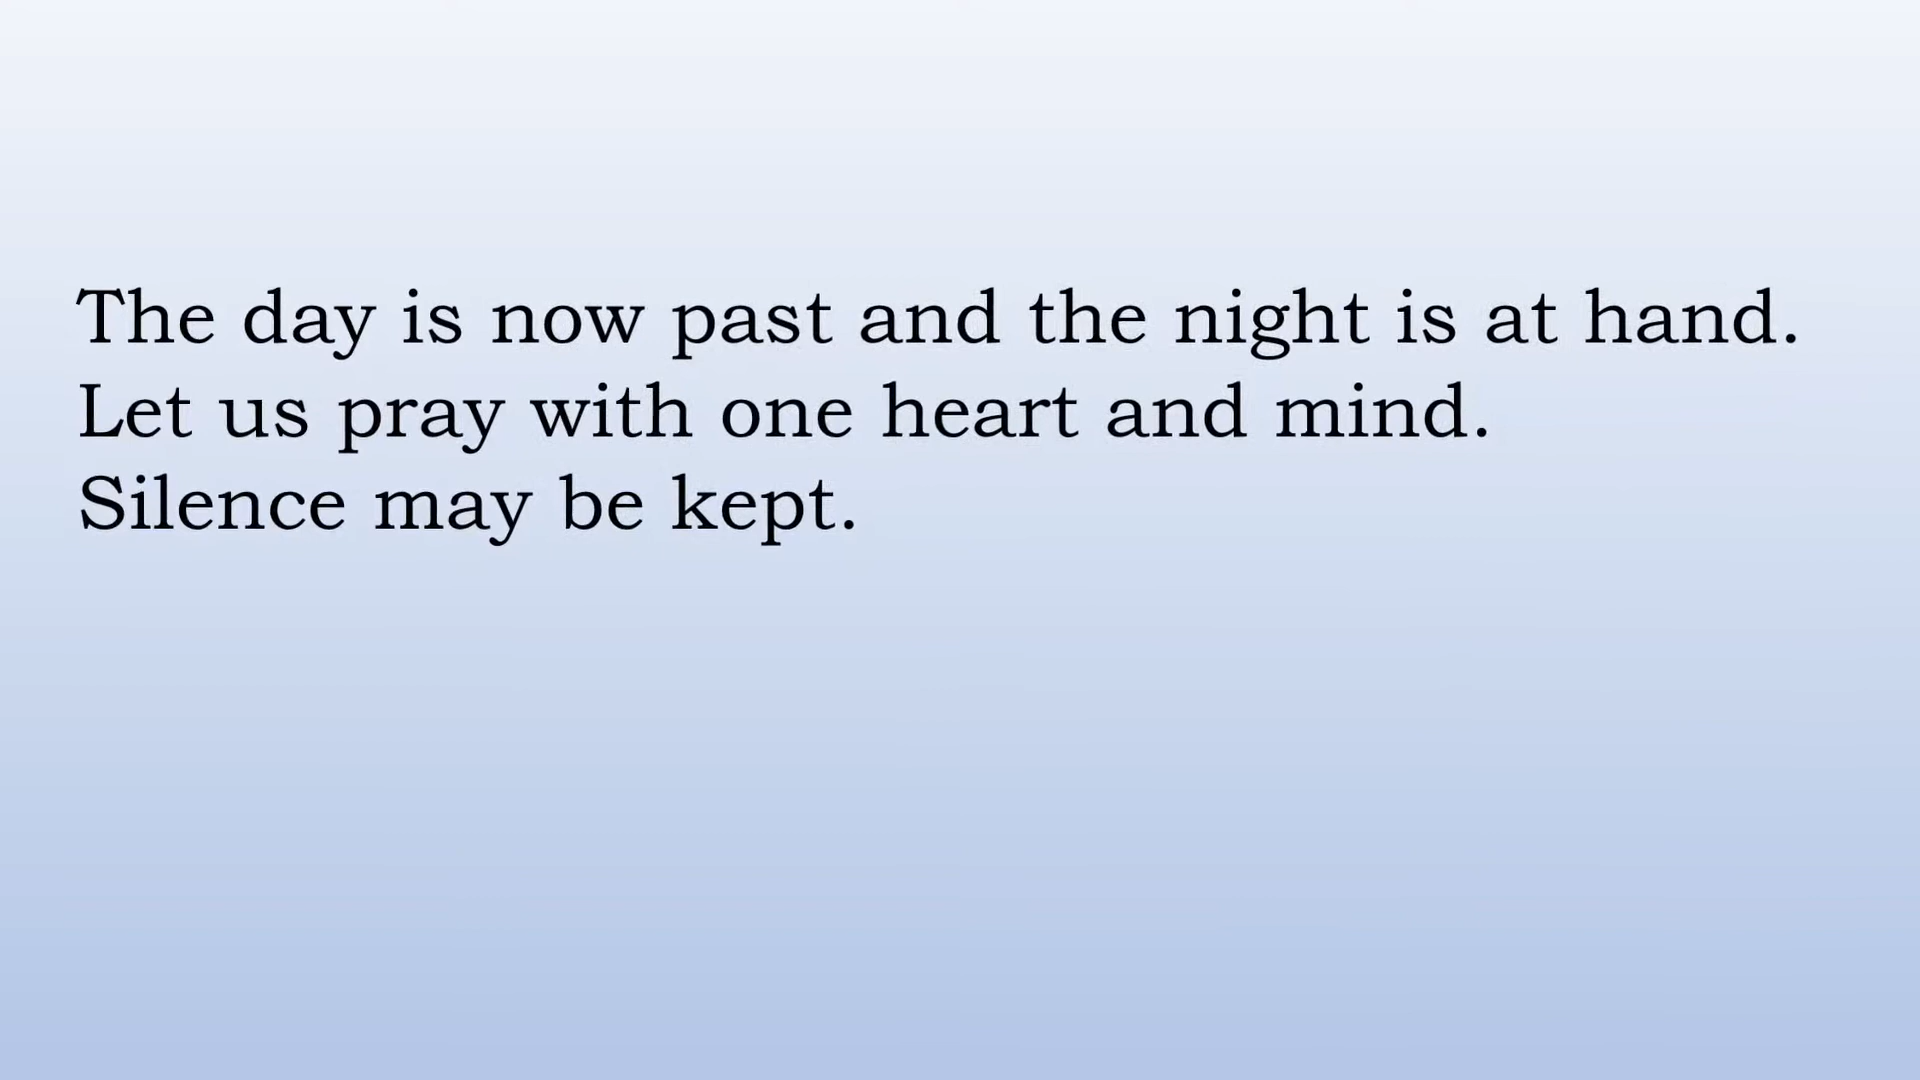 The day is now past and the night is at hand.
Let us pray with one heart and mind.
Silence may be kept.